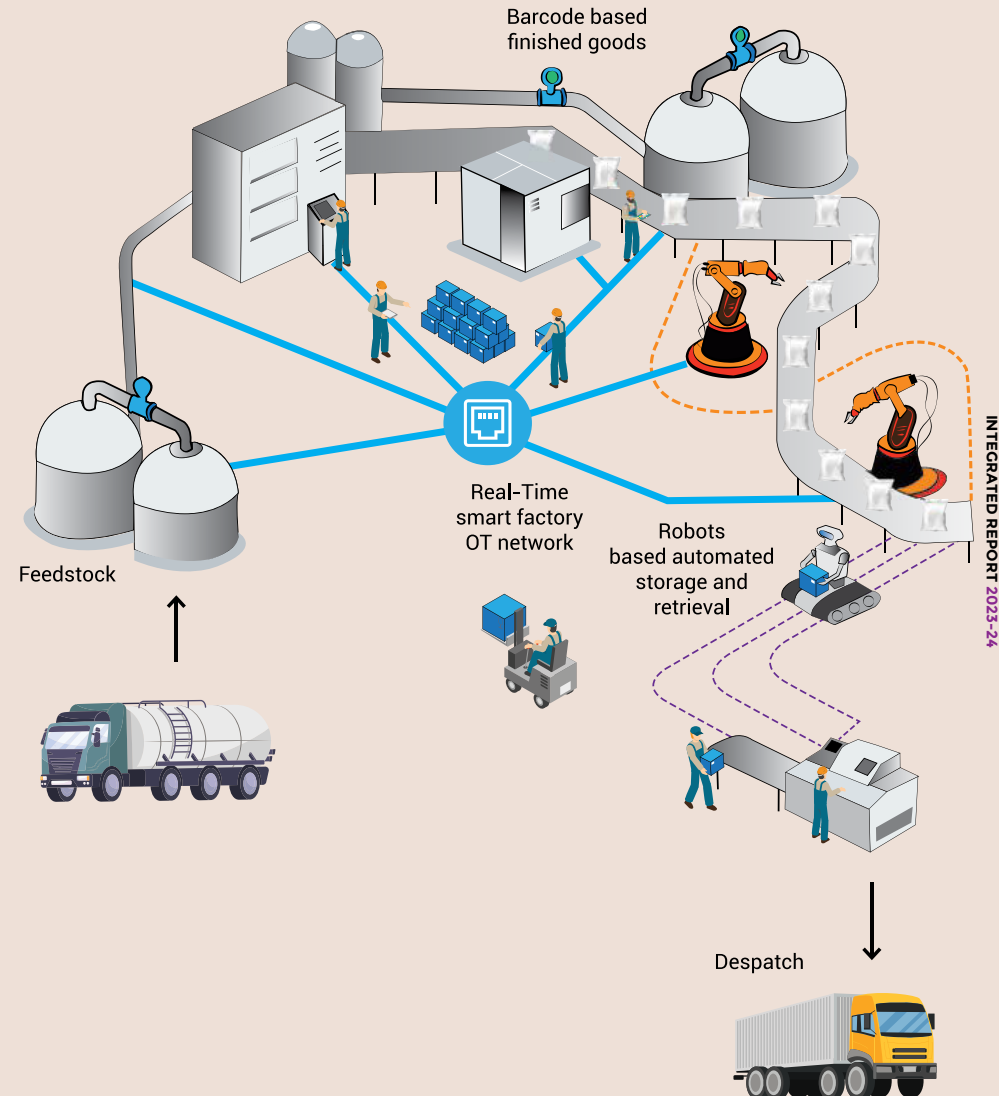 Barcode based
finished goods
Real-Time
smart factory
OT network
Feedstock
Robots
based automated
storage and
retrieval
Despatch
INTEGRATED REPORT 2023-24